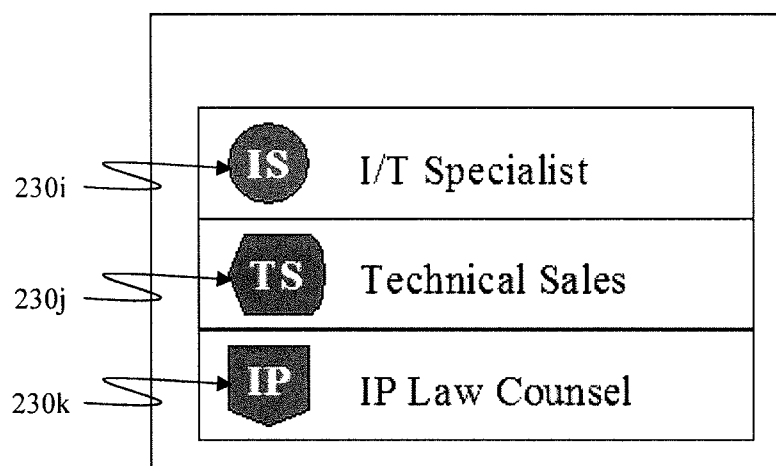 230i IS I/T Specialist
230j TS Technical Sales
230k IP IP Law Counsel